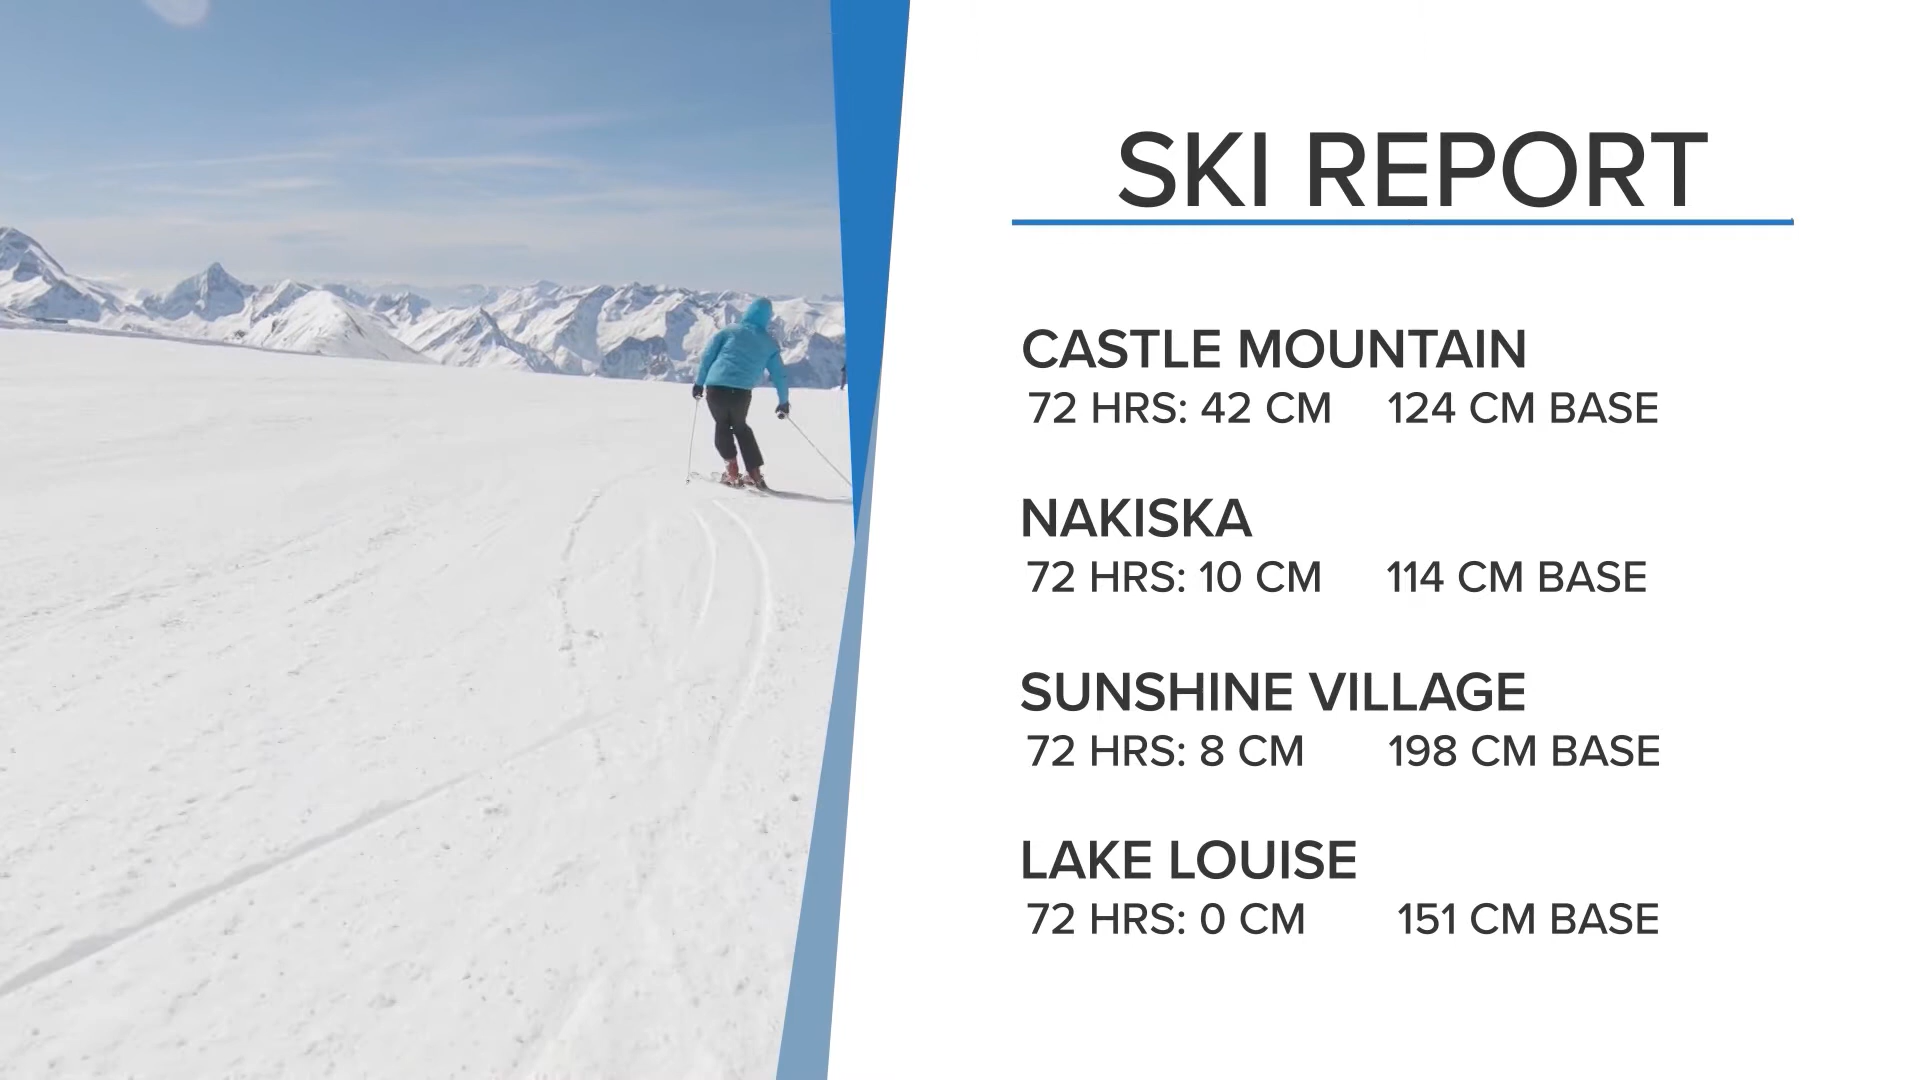 SKI REPORT
CASTLE MOUNTAIN
72 HRS: 42 CM 124 CM BASE
NAKISKA
72 HRS: 10 CM 114 CM BASE
SUNSHINE VILLAGE
72 HRS: 8 CM 198 CM BASE
LAKE LOUISE
72 HRS: 0 CM 151 CM BASE